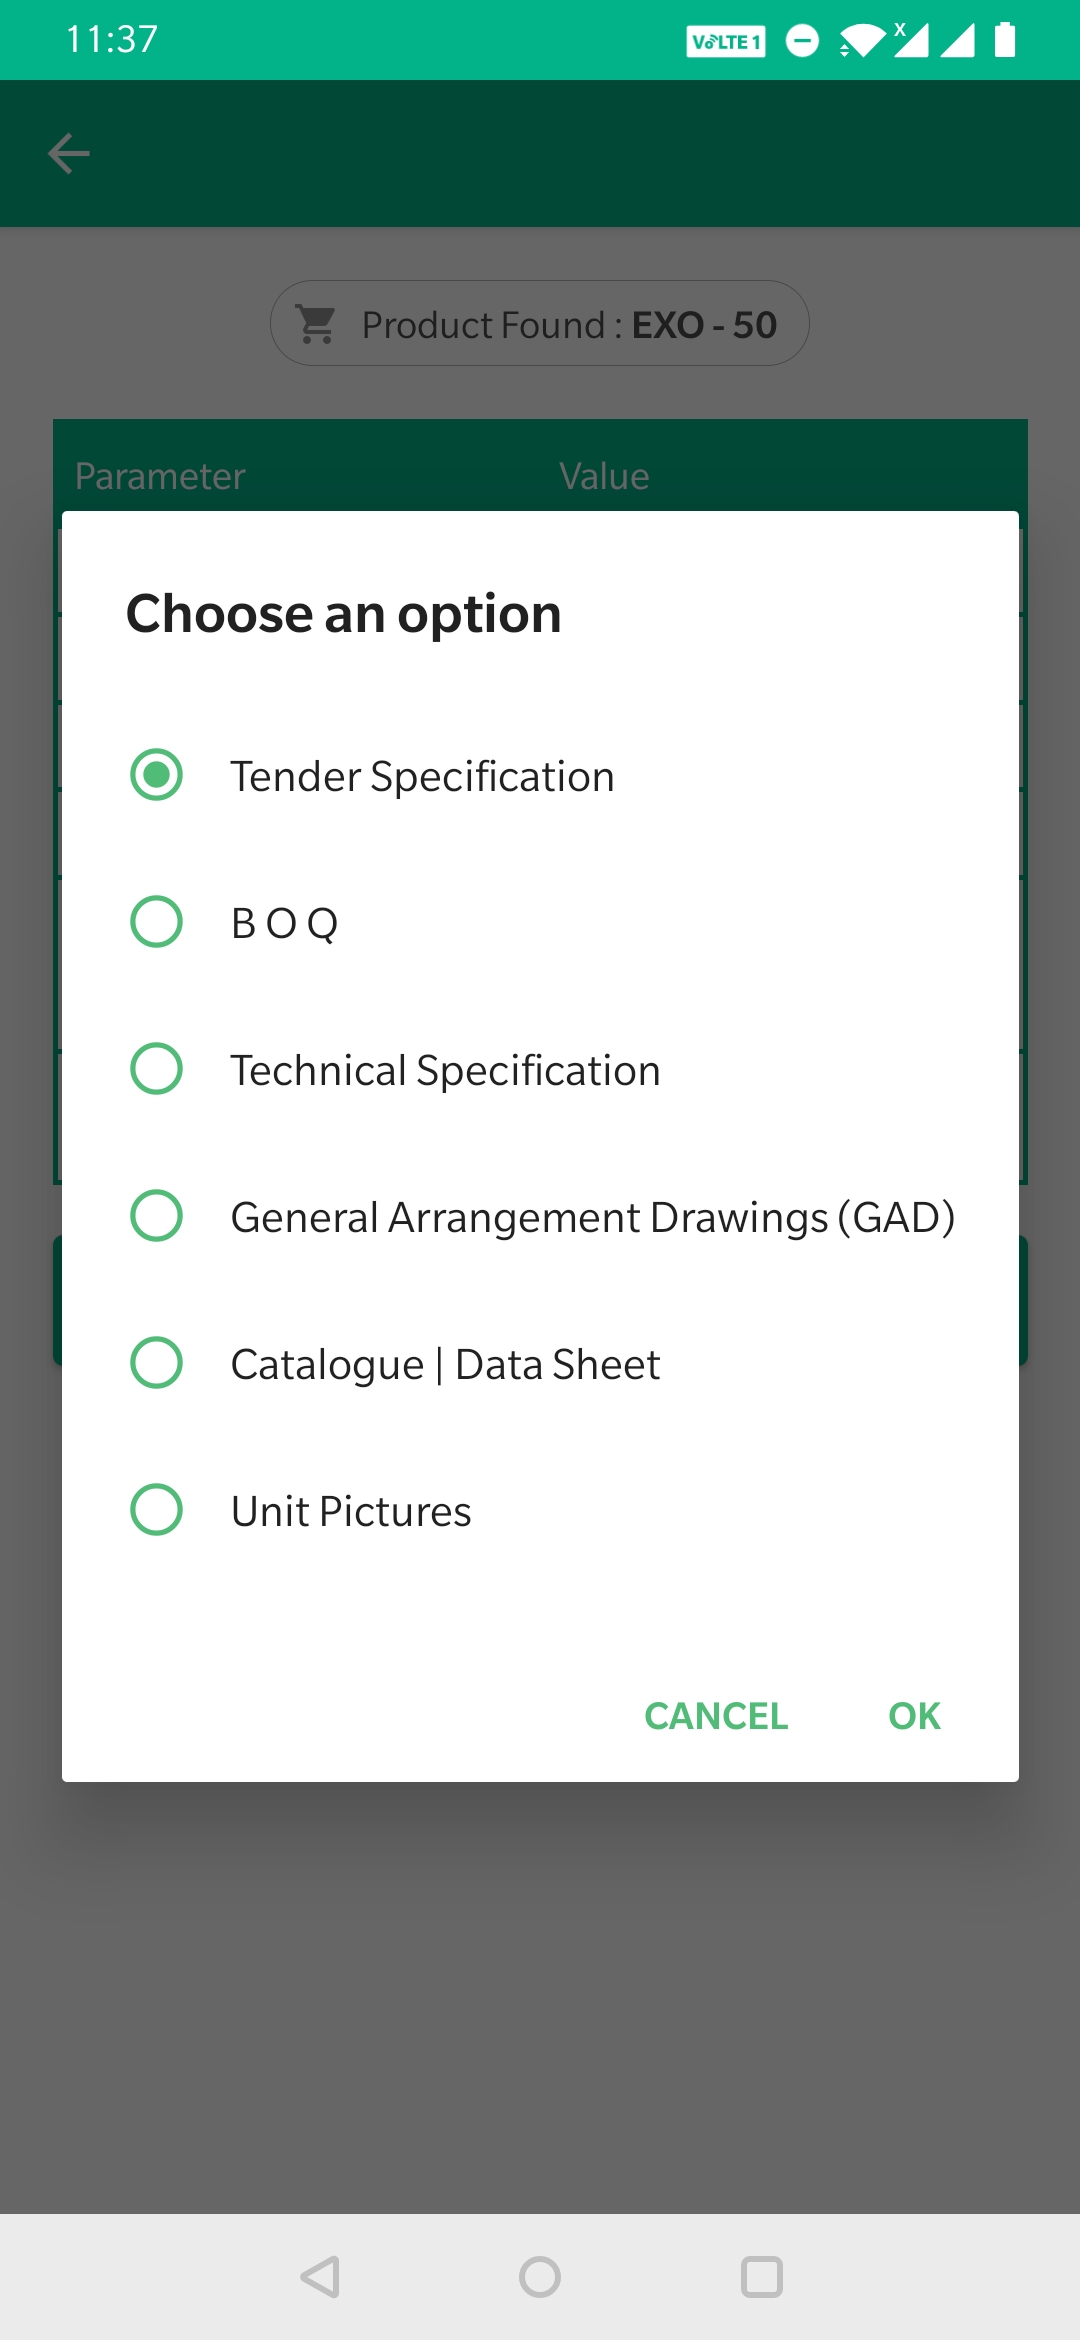 11:37
VoLTE 1
X
Product Found : EXO - 50
Parameter Value
Choose an option
Tender Specification
B O Q
Technical Specification
General Arrangement Drawings (GAD)
Catalogue | Data Sheet
Unit Pictures
CANCEL OK